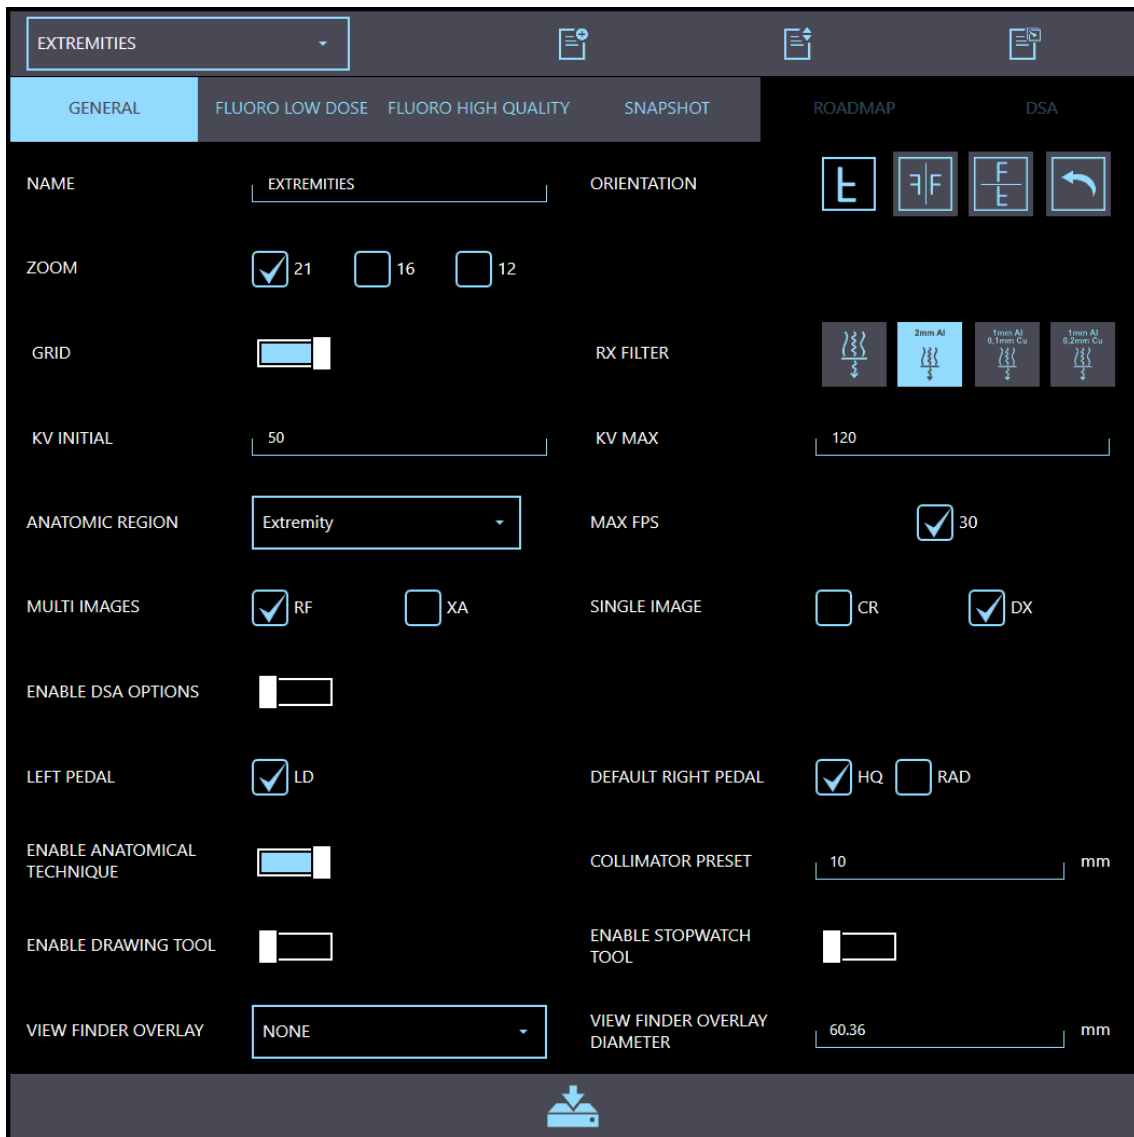 EXTREMITIES
GENERAL FLUORO LOW DOSE FLUORO HIGH QUALITY SNAPSHOT ROADMAP DSA
NAME EXTREMITIES ORIENTATION
ZOOM 21 16 12
GRID RX FILTER 2mm Al 1mm Al 0,1mm Cu 1mm Al 0,2mm Cu
KV INITIAL 50 KV MAX 120
ANATOMIC REGION Extremity MAX FPS 30
MULTI IMAGES RF XA SINGLE IMAGE CR DX
ENABLE DSA OPTIONS
LEFT PEDAL LD DEFAULT RIGHT PEDAL HQ RAD
ENABLE ANATOMICAL
TECHNIQUE
COLLIMATOR PRESET 10 mm
ENABLE DRAWING TOOL
ENABLE STOPWATCH
TOOL
VIEW FINDER OVERLAY NONE
VIEW FINDER OVERLAY
DIAMETER
60.36 mm